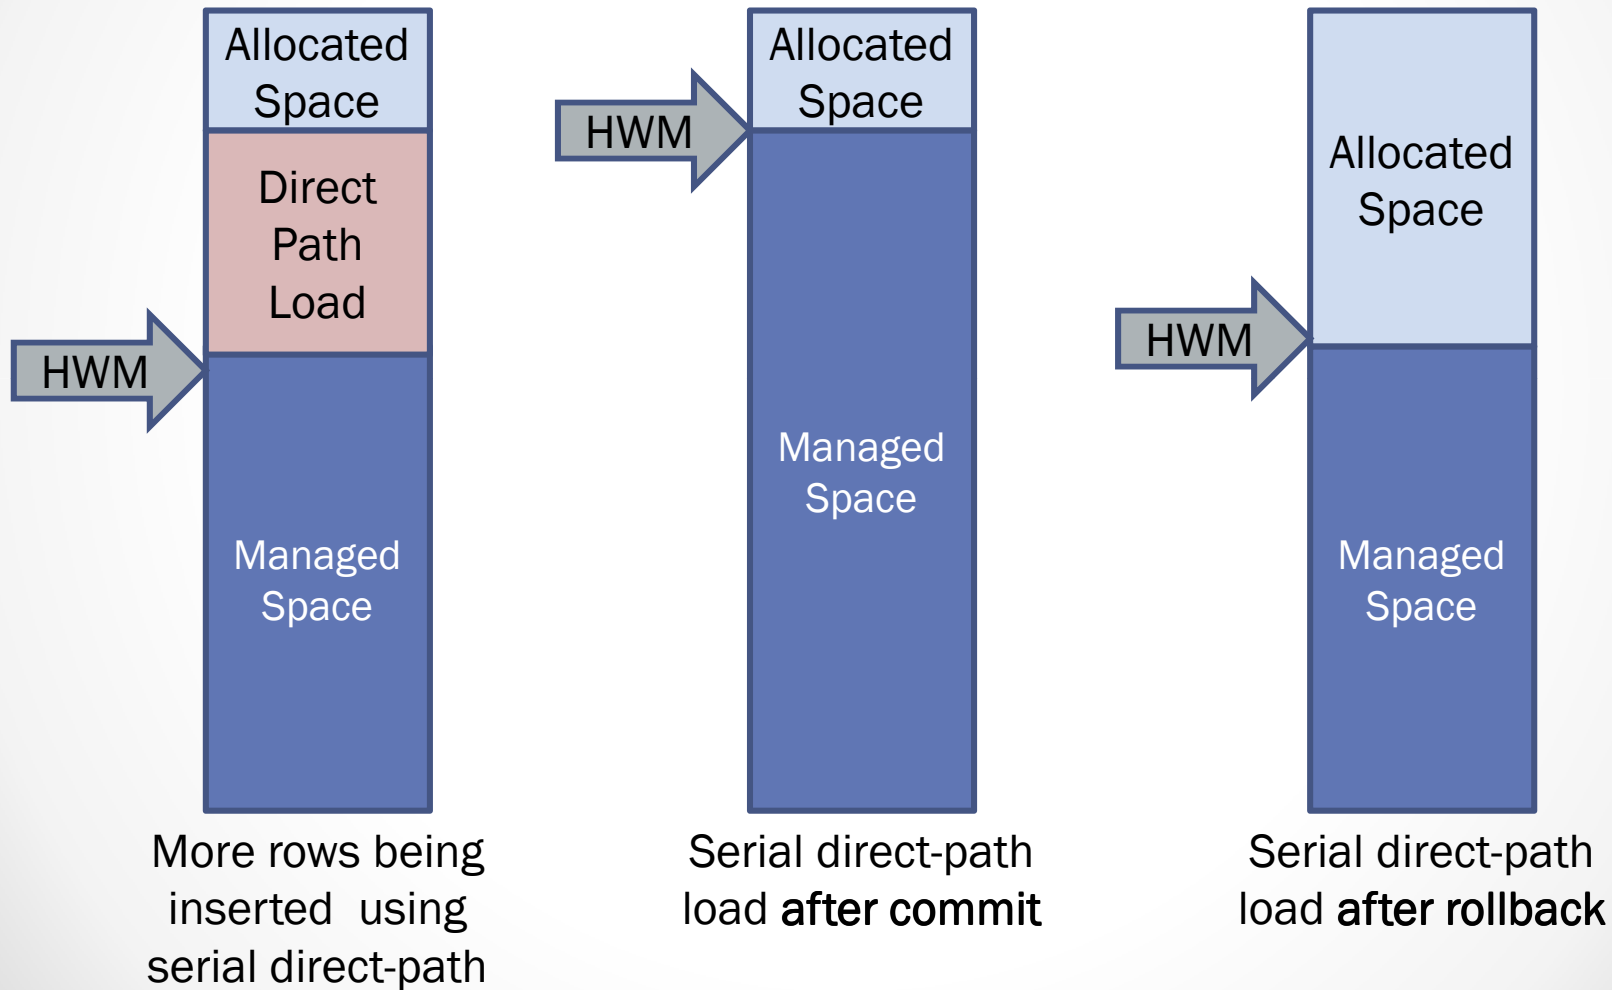 Allocated
Space
Direct
Path
Load
HWM
Managed
Space
More rows being
inserted using
serial direct-path
Allocated
Space
HWM
Managed
Space
Serial direct-path
load after commit
Allocated
Space
HWM
Managed
Space
Serial direct-path
load after rollback